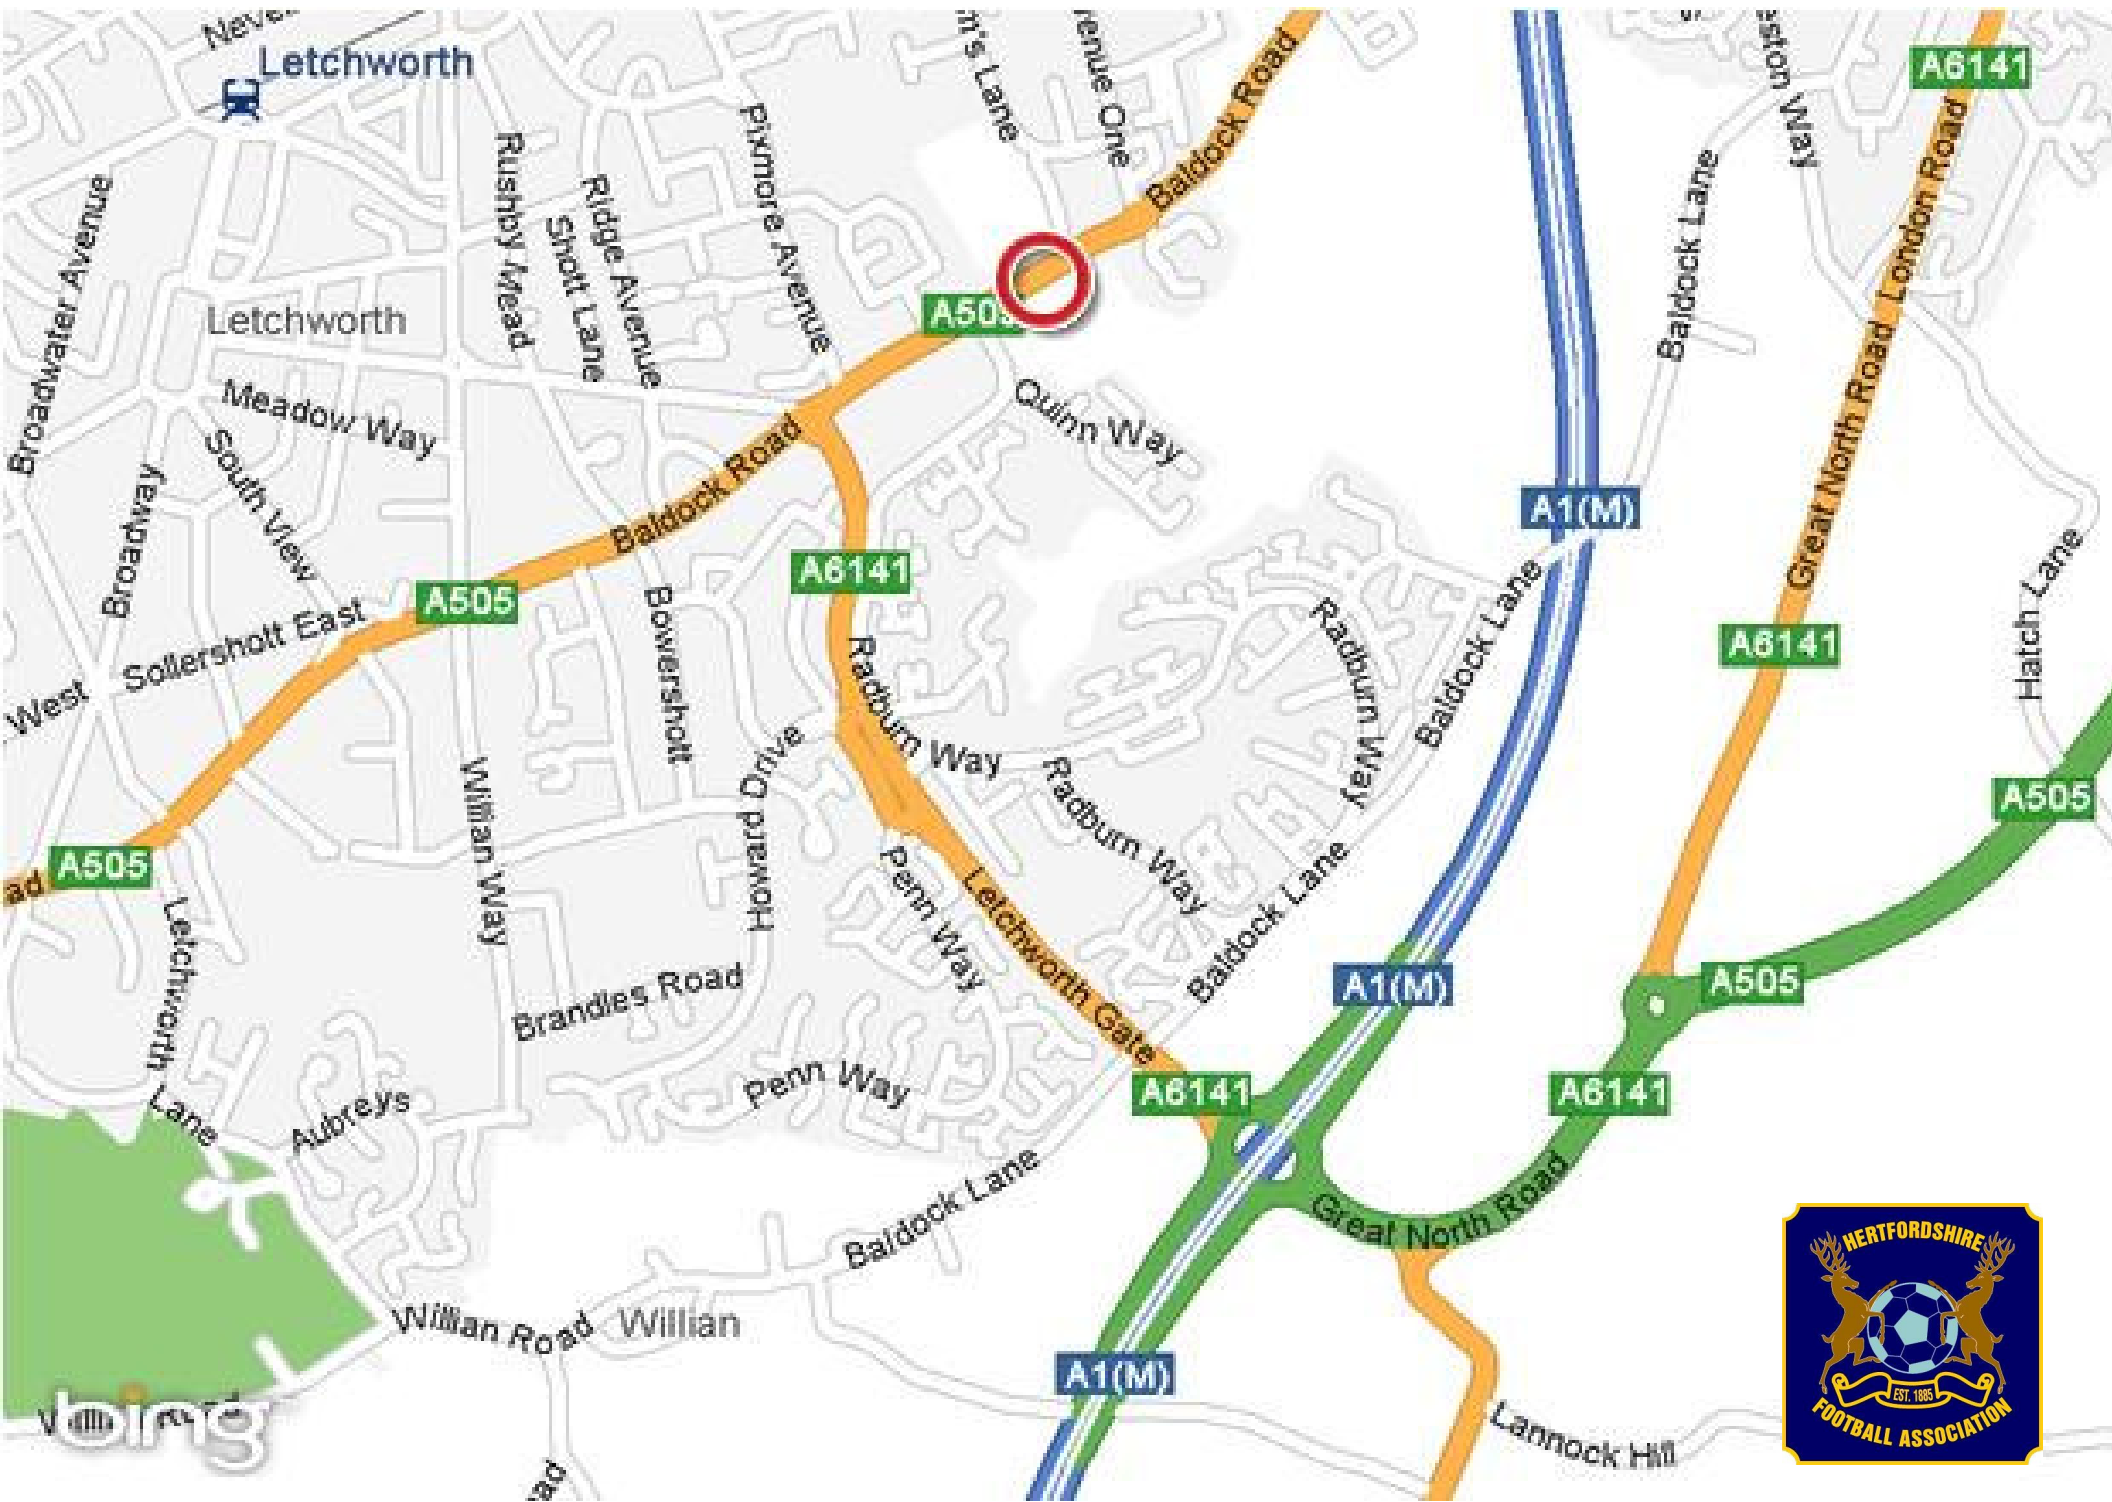 Letchworth
m's Lane
enue One
Baldock Road
A6141
Pixmore Avenue
Rushby Mead
Ridge Avenue
Shott Lane
Broadwater Avenue
Letchworth
Baldock Lane
London Road
Great North Road
A505
Meadow Way
South View
Broadway
Quinn Way
Baldock Road
A1(M)
A6141
A505
Sollershott East
West
Bowershott
Radburn Way
Radburn Way
Baldock Lane
Hatch Lane
A6141
Radburn Way
A505
Howard Drive
Willian Way
ad
A505
Letchworth
Lane
Penn Way
Letchworth Gate
Baldock Lane
A1(M)
A505
Brandles Road
Penn Way
A6141
A6141
Aubreys
Baldock Lane
Great North Road
Willian Road
Willian
A1(M)
Lannock Hill
bing
HERTFORDSHIRE
EST. 1885
FOOTBALL ASSOCIATION